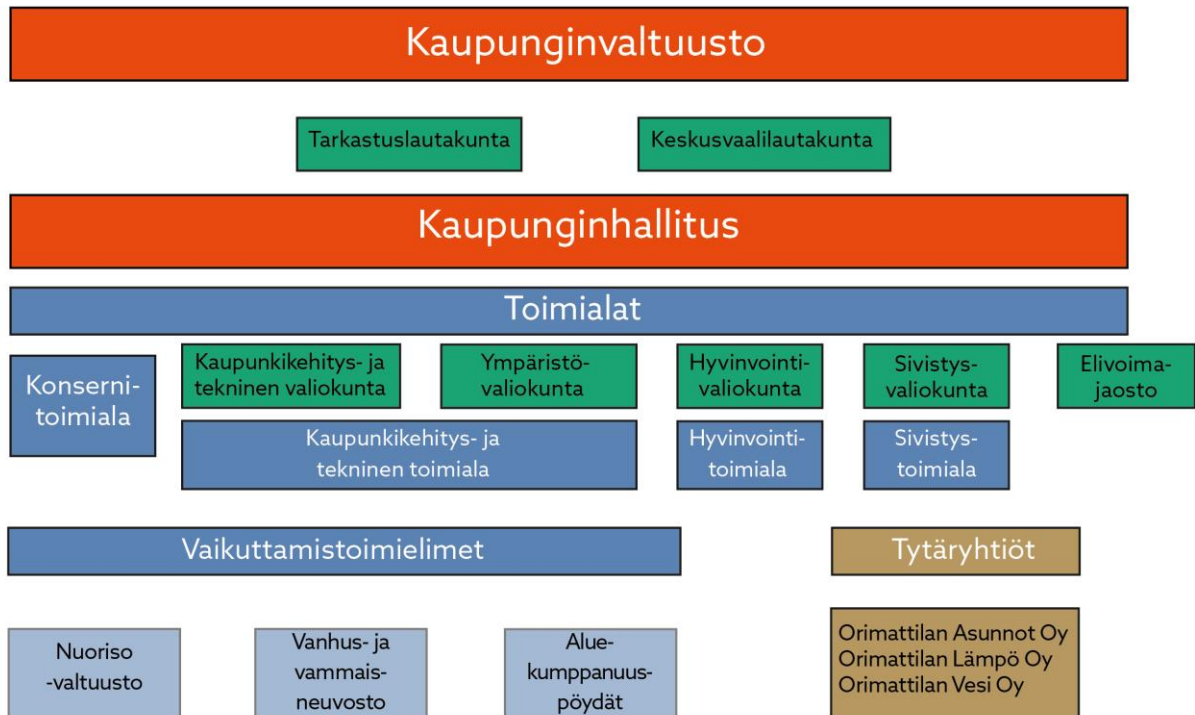 Kaupunginvaltuusto
Tarkastuslautakunta
Keskusvaalilautakunta
Kaupunginhallitus
Toimialat
Konserni-
toimiala
Kaupunkikehitys- ja
tekninen valiokunta
Ympäristö-
valiokunta
Hyvinvointi-
valiokunta
Sivistys-
valiokunta
Elivoima-
jaosto
Kaupunkikehitys- ja
tekninen toimiala
Hyvinvointi-
toimiala
Sivistys-
toimiala
Vaikuttamistoimielimet
Tytäryhtiöt
Nuoriso
-valtuusto
Vanhus- ja
vammais-
neuvosto
Alue-
kumppanuus-
pöydät
Orimattilan Asunnot Oy
Orimattilan Lämpö Oy
Orimattilan Vesi Oy